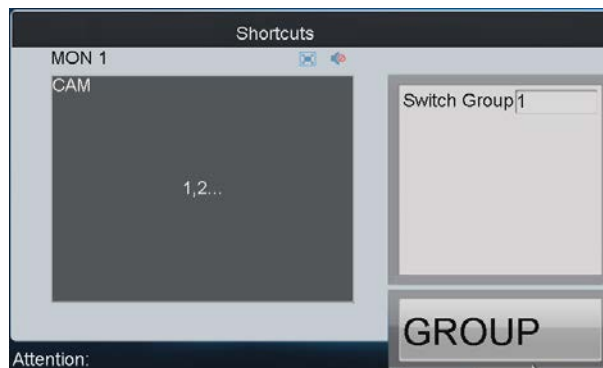 Shortcuts
MON 1
CAM
1,2...
Switch Group 1
GROUP
Attention: